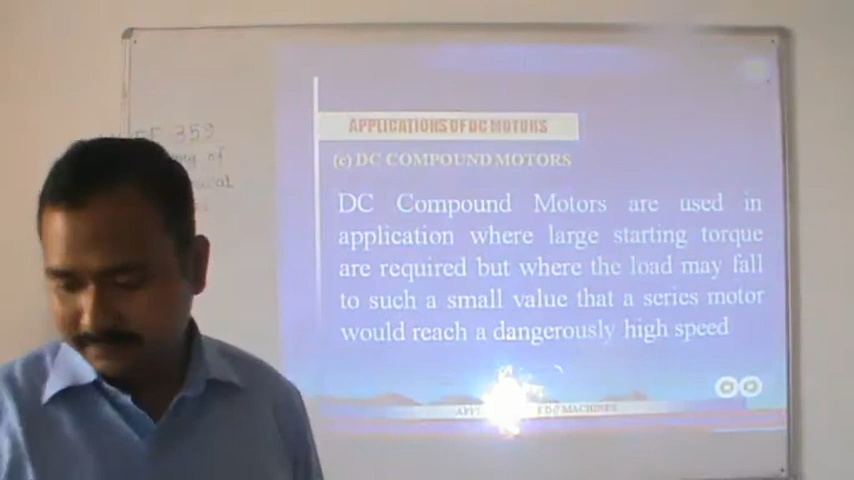 EE 359
of
APPLICATIONS OF DC MOTORS
(c) DC COMPOUND MOTORS
DC Compound Motors are used in
application where large starting torque
are required but where the load may fall
to such a small value that a series motor
would reach a dangerously high speed
DC MACHINES